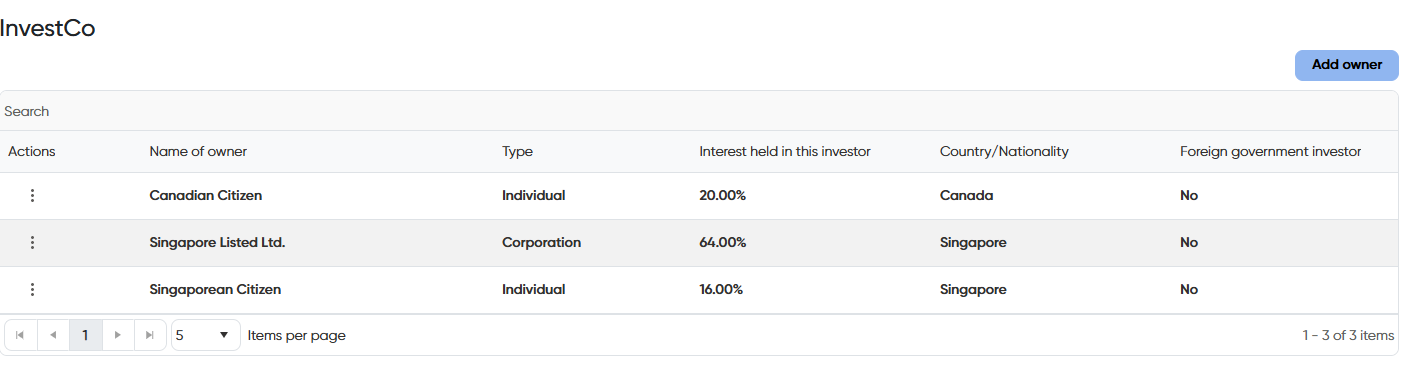 InvestCo
Add owner
Search
Actions Name of owner Type Interest held in this investor Country/Nationality Foreign government investor
Canadian Citizen Individual 20.00% Canada No
Singapore Listed Ltd. Corporation 64.00% Singapore No
Singaporean Citizen Individual 16.00% Singapore No
1 5 Items per page 1 - 3 of 3 items